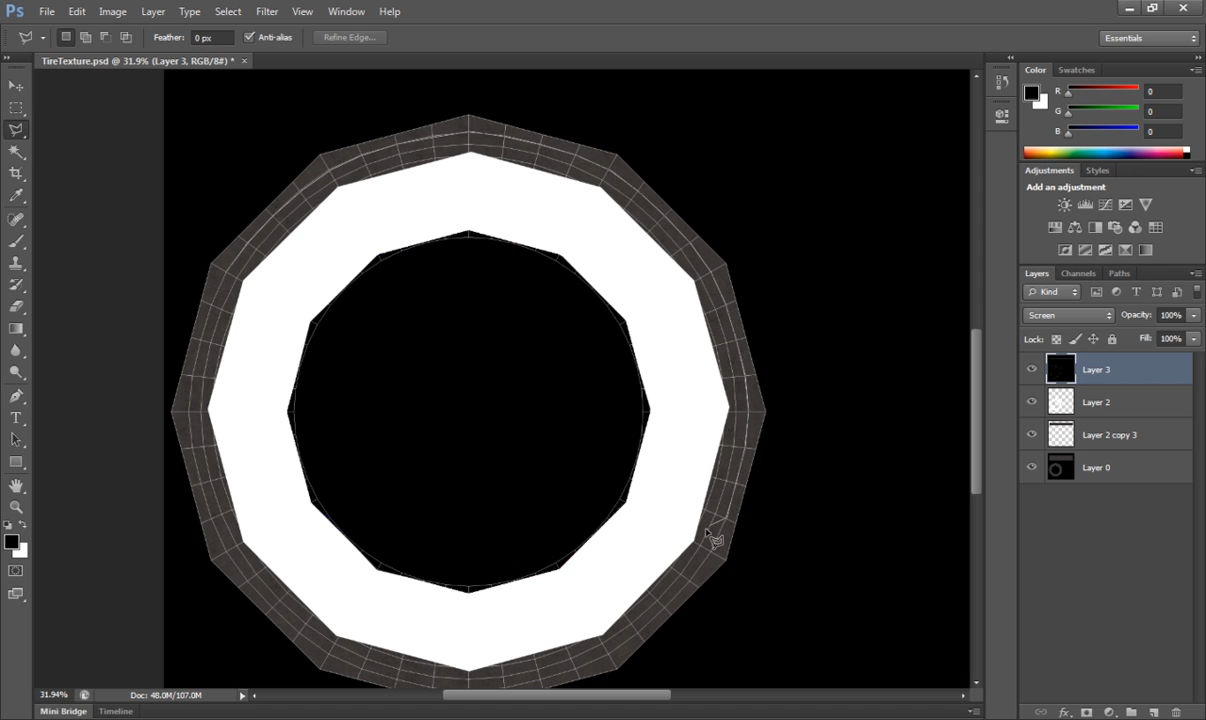 Ps File Edit Image Layer Type Select Filter View Window Help
Feather: 0 px Anti-alias Refine Edge... Essentials
TireTexture.psd @ 31.9% (Layer 3, RGB/8#) * ×
Color Swatches
R 0
G 0
B 0
Adjustments Styles
Add an adjustment
Layers Channels Paths
Kind
Screen Opacity: 100%
Lock: Fill: 100%
Layer 3
Layer 2
Layer 2 copy 3
Layer 0
31.94% Doc: 48.0M/107.0M
Mini Bridge Timeline